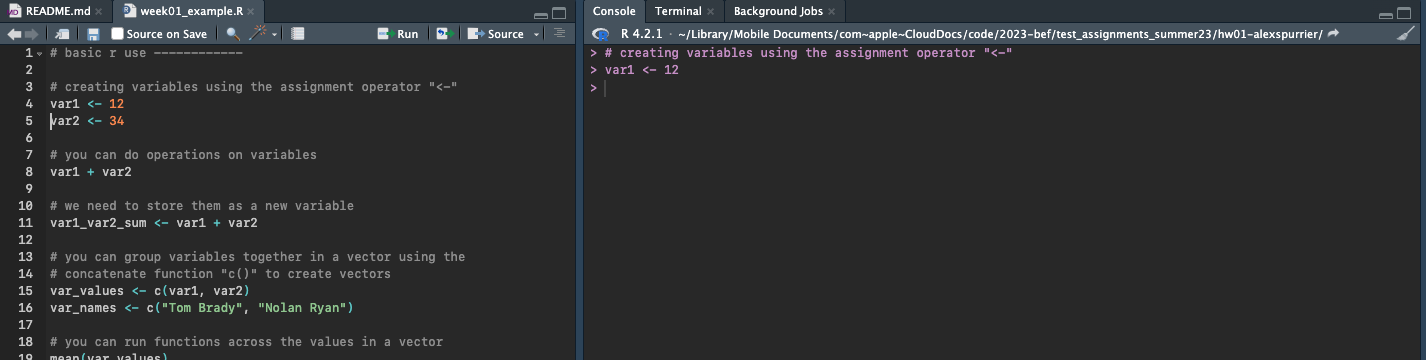 README.md
week01_example.R
Source on Save
Run
Source
1 # basic r use ------------
2
3 # creating variables using the assignment operator "<-"
4 var1 <- 12
5 var2 <- 34
6
7 # you can do operations on variables
8 var1 + var2
9
10 # we need to store them as a new variable
11 var1_var2_sum <- var1 + var2
12
13 # you can group variables together in a vector using the
14 # concatenate function "c()" to create vectors
15 var_values <- c(var1, var2)
16 var_names <- c("Tom Brady", "Nolan Ryan")
17
18 # you can run functions across the values in a vector
19 mean(var_values)
Console Terminal Background Jobs
R 4.2.1 · ~/Library/Mobile Documents/com~apple~CloudDocs/code/2023-bef/test_assignments_summer23/hw01-alexspurrier/
> # creating variables using the assignment operator "<-"
> var1 <- 12
>